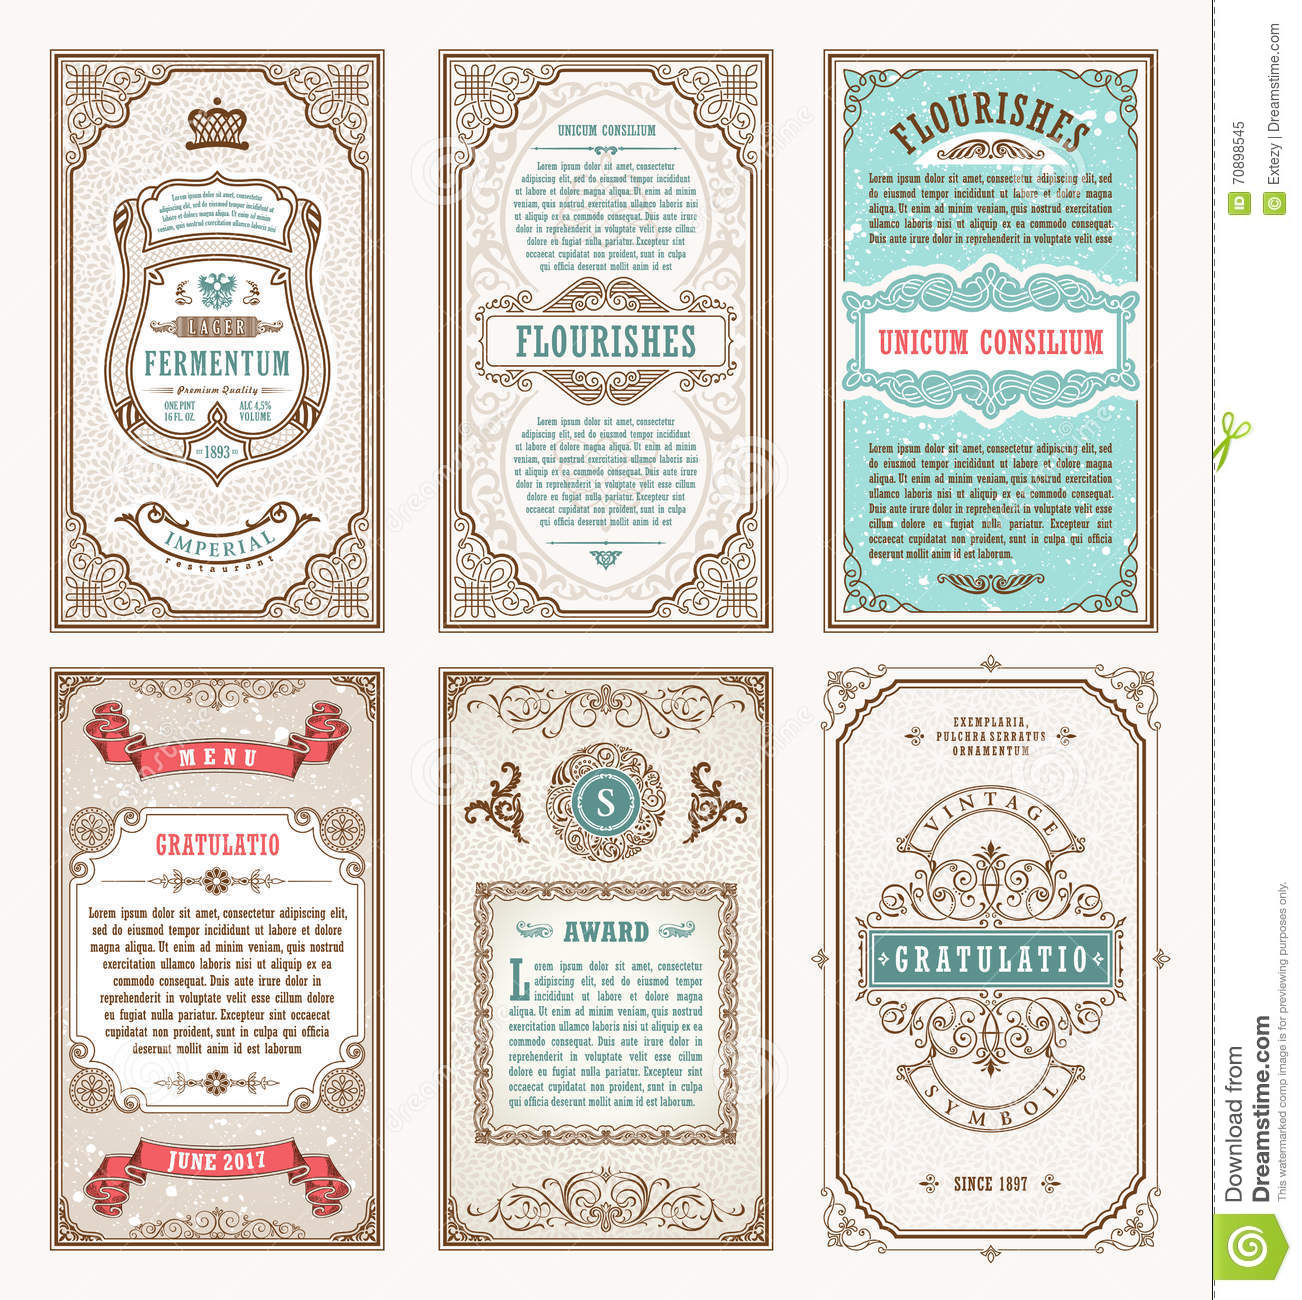 Lorem ipsum dolor sit amet, consectetur
adipiscing elit, sed do eiusmod tempor incididunt ut
labore et dolore magna aliqua. Ut enim ad minim
veniam, quis nostrud exercitation ullamco laboris nisi
LAGER
FERMENTUM
Premium Quality
ONE PINT
16 FL. OZ
ALC 4,5%
VOLUME
1893
IMPERIAL
restaurant
UNICUM CONSILIUM
Lorem ipsum dolor sit amet, consectetur
adipiscing elit, sed do eiusmod tempor incididunt
ut labore et dolore magna aliqua. Ut enim ad minim
veniam, quis nostrud exercitation ullamco laboris
nisi ut aliquip ex ea commodo consequat. Duis
aute irure dolor in reprehenderit in voluptate velit
esse cillum dolore eu fugiat nulla pariatur. Excepteur
occaecat cupidatat non proident, sunt in culpa qui
officia deserunt mollit anim id est
FLOURISHES
Lorem ipsum dolor sit amet, consectetur
adipiscing elit, sed do eiusmod tempor incididunt
ut labore et dolore magna aliqua. Ut enim ad minim
veniam, quis nostrud exercitation ullamco laboris
nisi ut aliquip ex ea commodo consequat. Duis
aute irure dolor in reprehenderit in voluptate velit
esse cillum dolore eu fugiat nulla pariatur. Excepteur
occaecat cupidatat non proident, sunt in culpa qui
officia deserunt mollit anim id est
FLOURISHES
Lorem ipsum dolor sit amet, consectetur adipiscing elit, sed
do eiusmod tempor incididunt ut labore et dolore magna
aliqua. Ut enim ad minim veniam, quis nostrud exercitation
ullamco laboris nisi ut aliquip ex ea commodo consequat.
Duis aute irure dolor in reprehenderit in voluptate velit esse
UNICUM CONSILIUM
Lorem ipsum dolor sit amet, consectetur adipiscing elit, sed
do eiusmod tempor incididunt ut labore et dolore magna
aliqua. Ut enim ad minim veniam, quis nostrud exercitation
ullamco laboris nisi ut aliquip ex ea commodo consequat.
Duis aute irure dolor in reprehenderit in voluptate velit esse
cillum dolore eu fugiat nulla pariatur. Excepteur sint
occaecat cupidatat non proident, sunt in culpa qui officia
deserunt mollit anim id est laborum.
MENU
GRATULATIO
Lorem ipsum dolor sit amet, consectetur adipiscing elit,
sed do eiusmod tempor incididunt ut labore et dolore
magna aliqua. Ut enim ad minim veniam, quis nostrud
exercitation ullamco laboris nisi ut aliquip ex ea
commodo consequat. Duis aute irure dolor in
reprehenderit in voluptate velit esse cillum dolore
eu fugiat nulla pariatur. Excepteur sint occaecat
cupidatat non proident, sunt in culpa qui officia
deserunt mollit anim id est laborum
JUNE 2017
S
AWARD
Lorem ipsum dolor sit amet, consectetur
adipiscing elit, sed do eiusmod tempor
incididunt ut labore et dolore magna
aliqua. Ut enim ad minim veniam, quis nostrud
exercitation ullamco laboris nisi ut aliquip ex ea
commodo consequat. Duis aute irure dolor in
reprehenderit in voluptate velit esse cillum dolore
eu fugiat nulla pariatur. Excepteur sint occaecat
cupidatat non proident, sunt in culpa qui officia
deserunt mollit anim id est laborum.
EXEMPLARIA,
PULCHRA SERRATUS
ORNAMENTUM
VINTAGE
GRATULATIO
SYMBOL
SINCE 1897
ID 70898545
© Extezy | Dreamstime.com
Download from
Dreamstime.com
This watermarked comp image is for previewing purposes only.